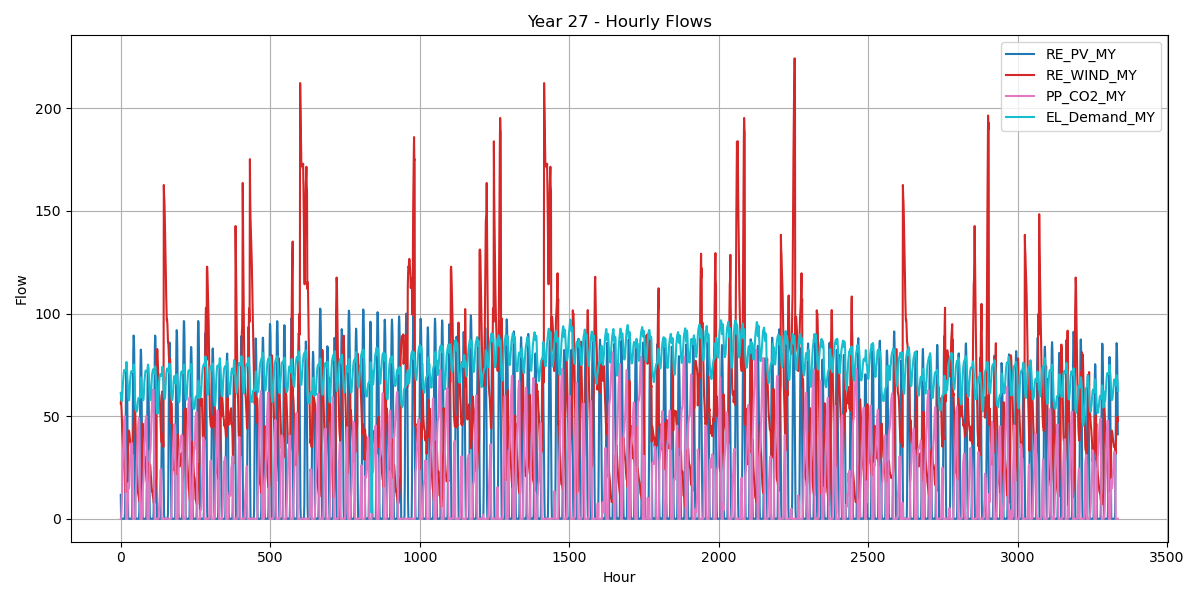 Year 27 - Hourly Flows
RE_PV_MY
RE_WIND_MY
PP_CO2_MY
EL_Demand_MY
Flow
200
150
100
50
0
0 500 1000 1500 2000 2500 3000 3500
Hour